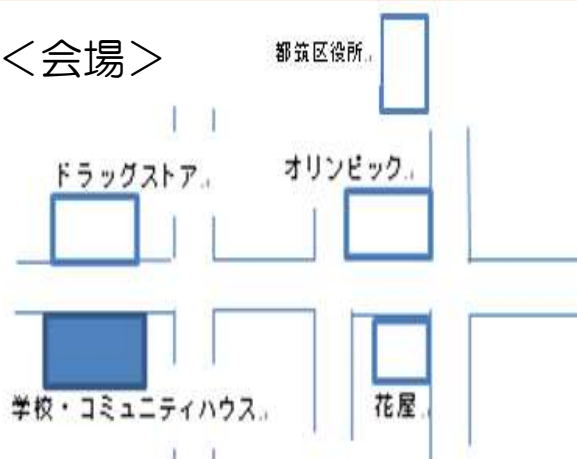 <会場>
都筑区役所
ドラッグストア
オリンピック
学校・コミュニティハウス
花屋